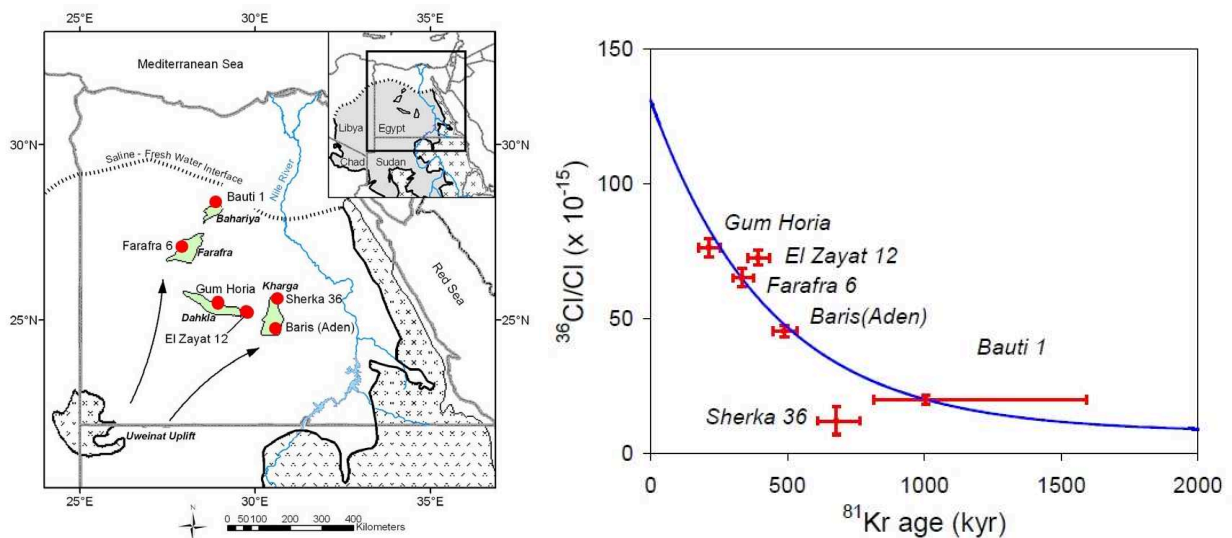 25°E
30°E
35°E
Mediterranean Sea
30°N
30°N
Libya
Egypt
Chad
Sudan
Saline - Fresh Water Interface
Nile River
Bauti 1
Bahariya
Farafra 6
Farafra
Red Sea
Gum Horia
Kharga
Sherka 36
25°N
25°N
Dahkla
El Zayat 12
Baris (Aden)
Uweinat Uplift
25°E
30°E
35°E
N
0 50 100 200 300 400
Kilometers
150
100
50
0
³⁶Cl/Cl (x 10⁻¹⁵)
Gum Horia
El Zayat 12
Farafra 6
Baris(Aden)
Bauti 1
Sherka 36
0 500 1000 1500 2000
⁸¹Kr age (kyr)